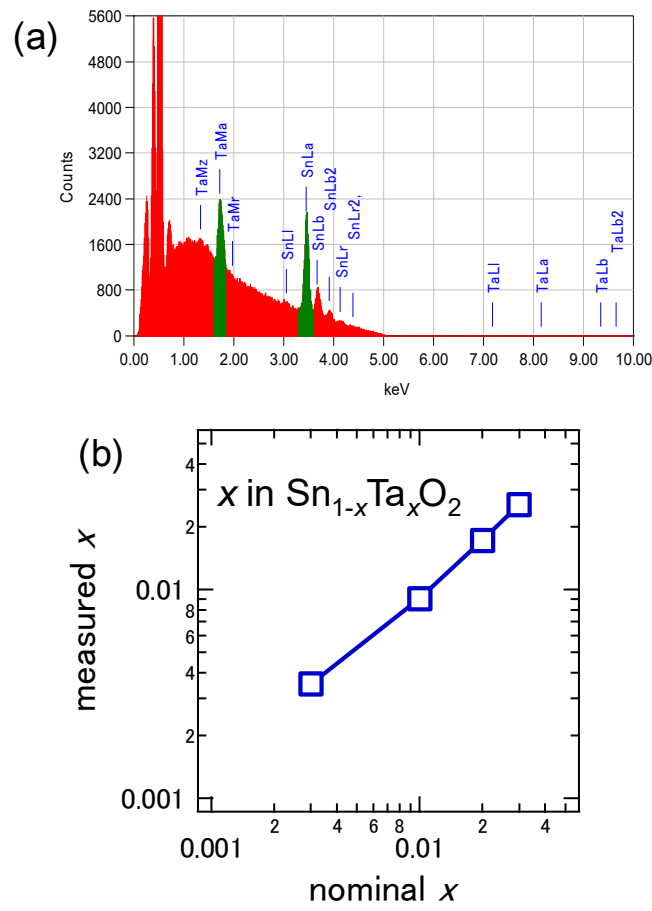 (a)
5600
4800
4000
3200
2400
1600
800
0
Counts
TaMz
TaMa
TaMr
SnLl
SnLa
SnLb
SnLb2
SnLr
SnLr2,
TaLl
TaLa
TaLb
TaLb2
0.00 1.00 2.00 3.00 4.00 5.00 6.00 7.00 8.00 9.00 10.00
keV
(b)
x in Sn1-xTaxO2
4
2
0.01
8
6
4
2
0.001
measured x
0.001 2 4 6 8 0.01 2 4
nominal x